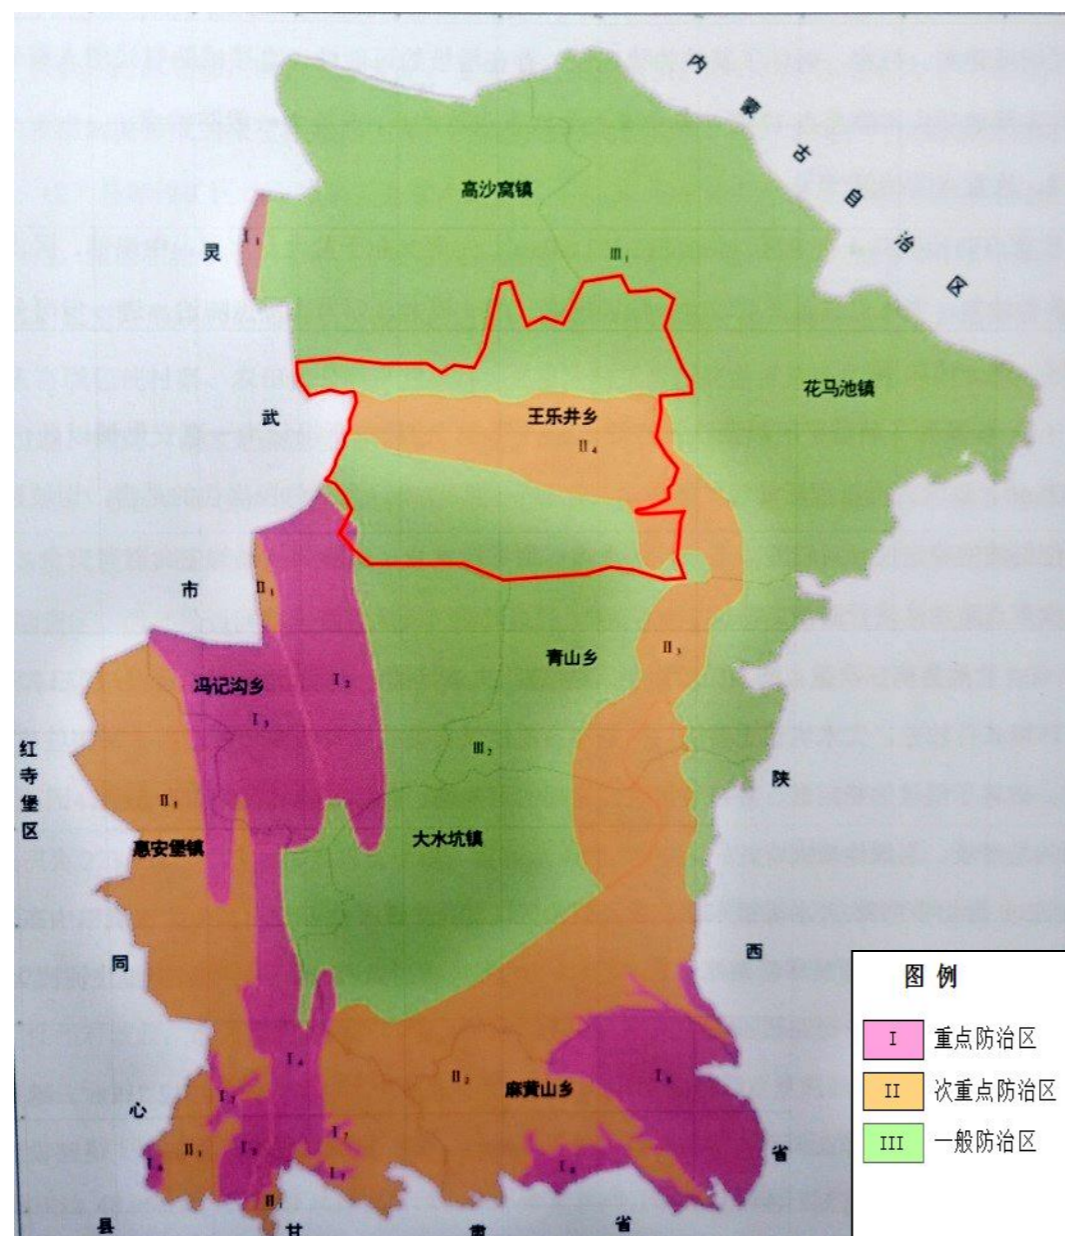 内蒙古自治区
高沙窝镇
I₁
灵
III₁
花马池镇
武
王乐井乡
II₄
市
II₁
青山乡
II₃
冯记沟乡
I₂
I₃
III₂
红寺堡区
陕
II₁
惠安堡镇
大水坑镇
同
西
图 例
I 重点防治区
II 次重点防治区
III 一般防治区
I₄
II₂
麻黄山乡
心
省
县
甘
肃
省